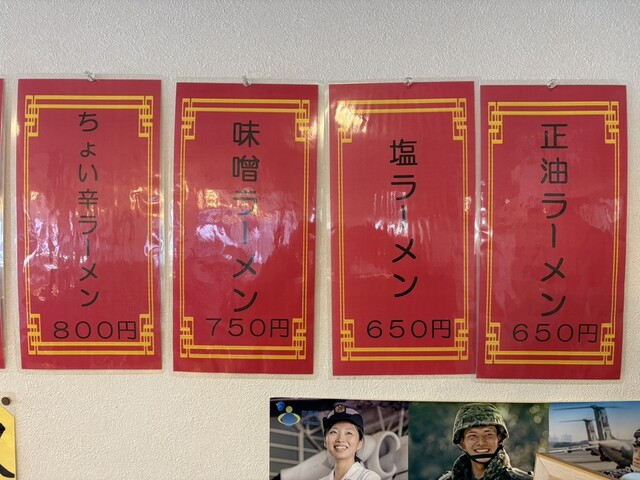 正油ラーメン
650円
塩ラーメン
650円
味噌ラーメン
750円
ちょい辛ラーメン
800円